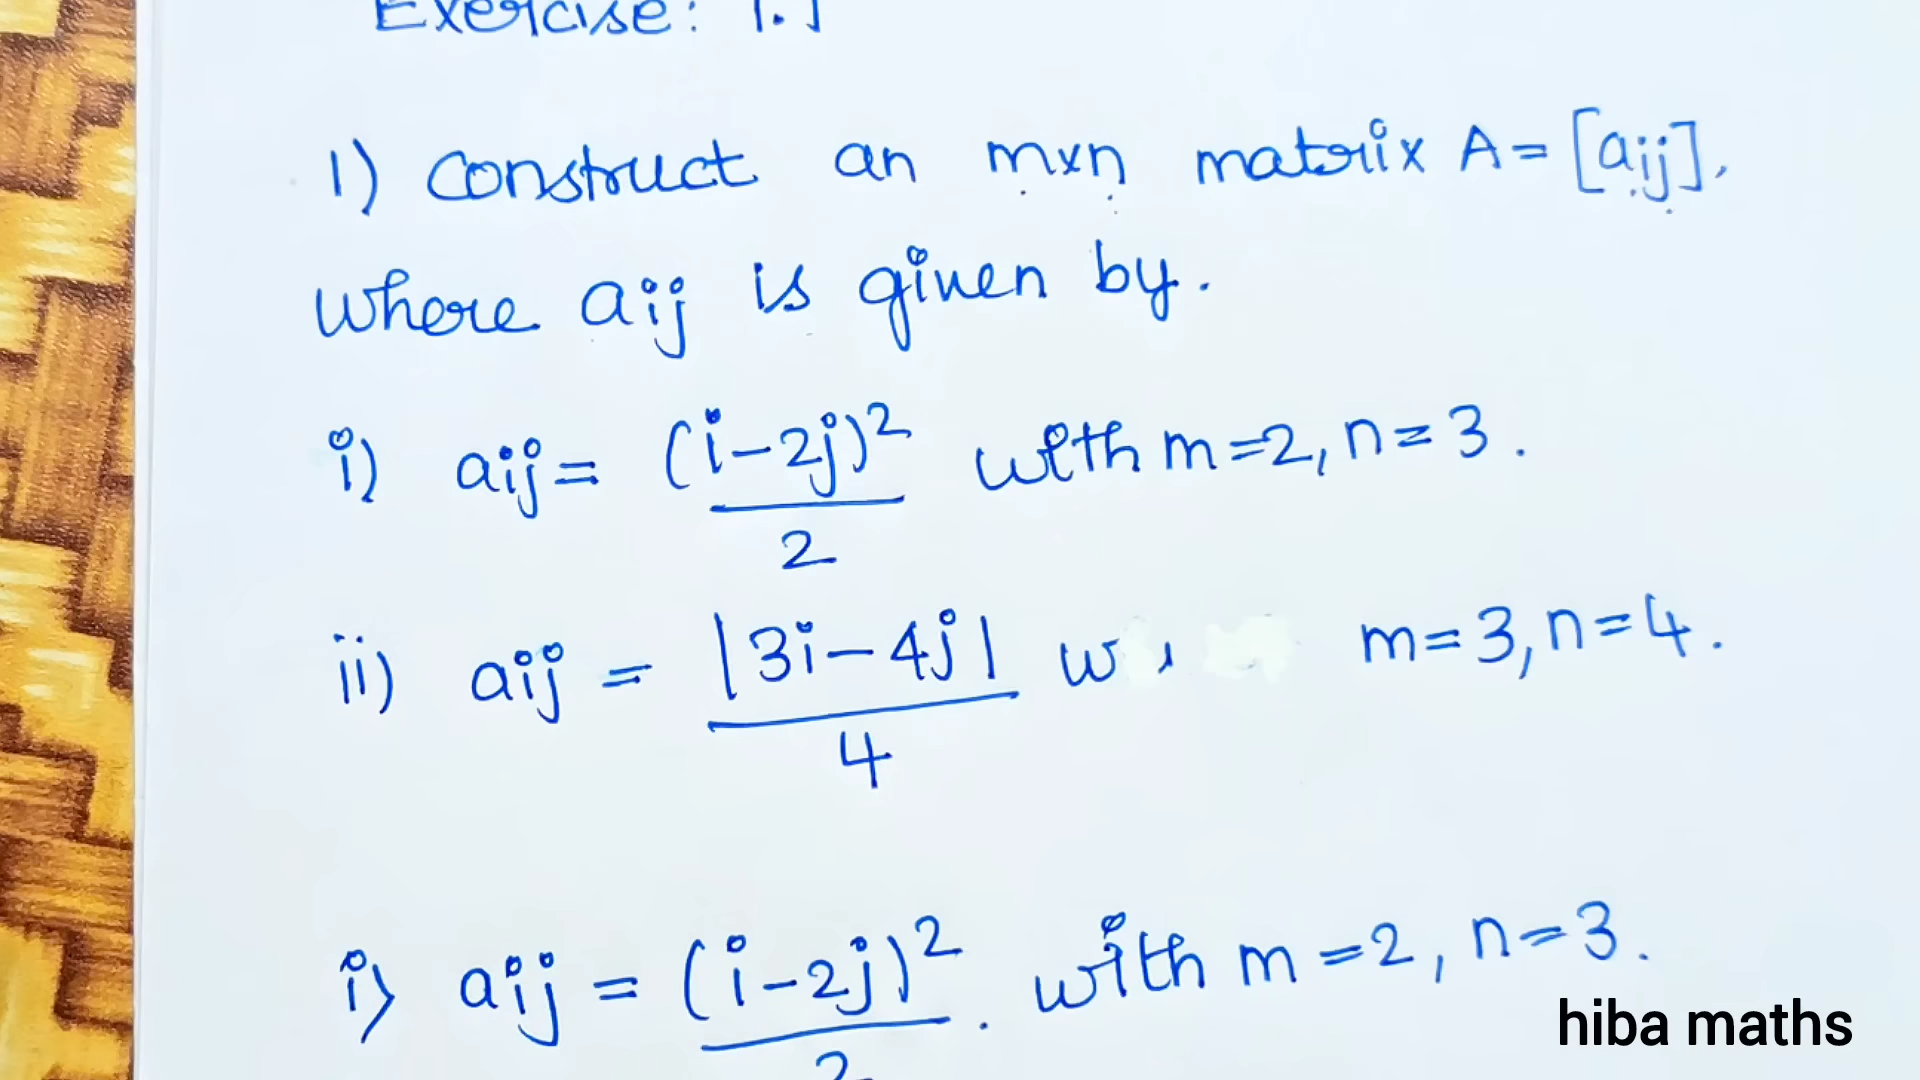 Exercise: 1.1
1) Construct an m×n matrix A = [aij],
where aij is given by.
i) aij = (i-2j)²/2 with m=2, n=3.
ii) aij = |3i-4j|/4 m=3, n=4.
i) aij = (i-2j)²/2. with m=2, n=3.
hiba maths